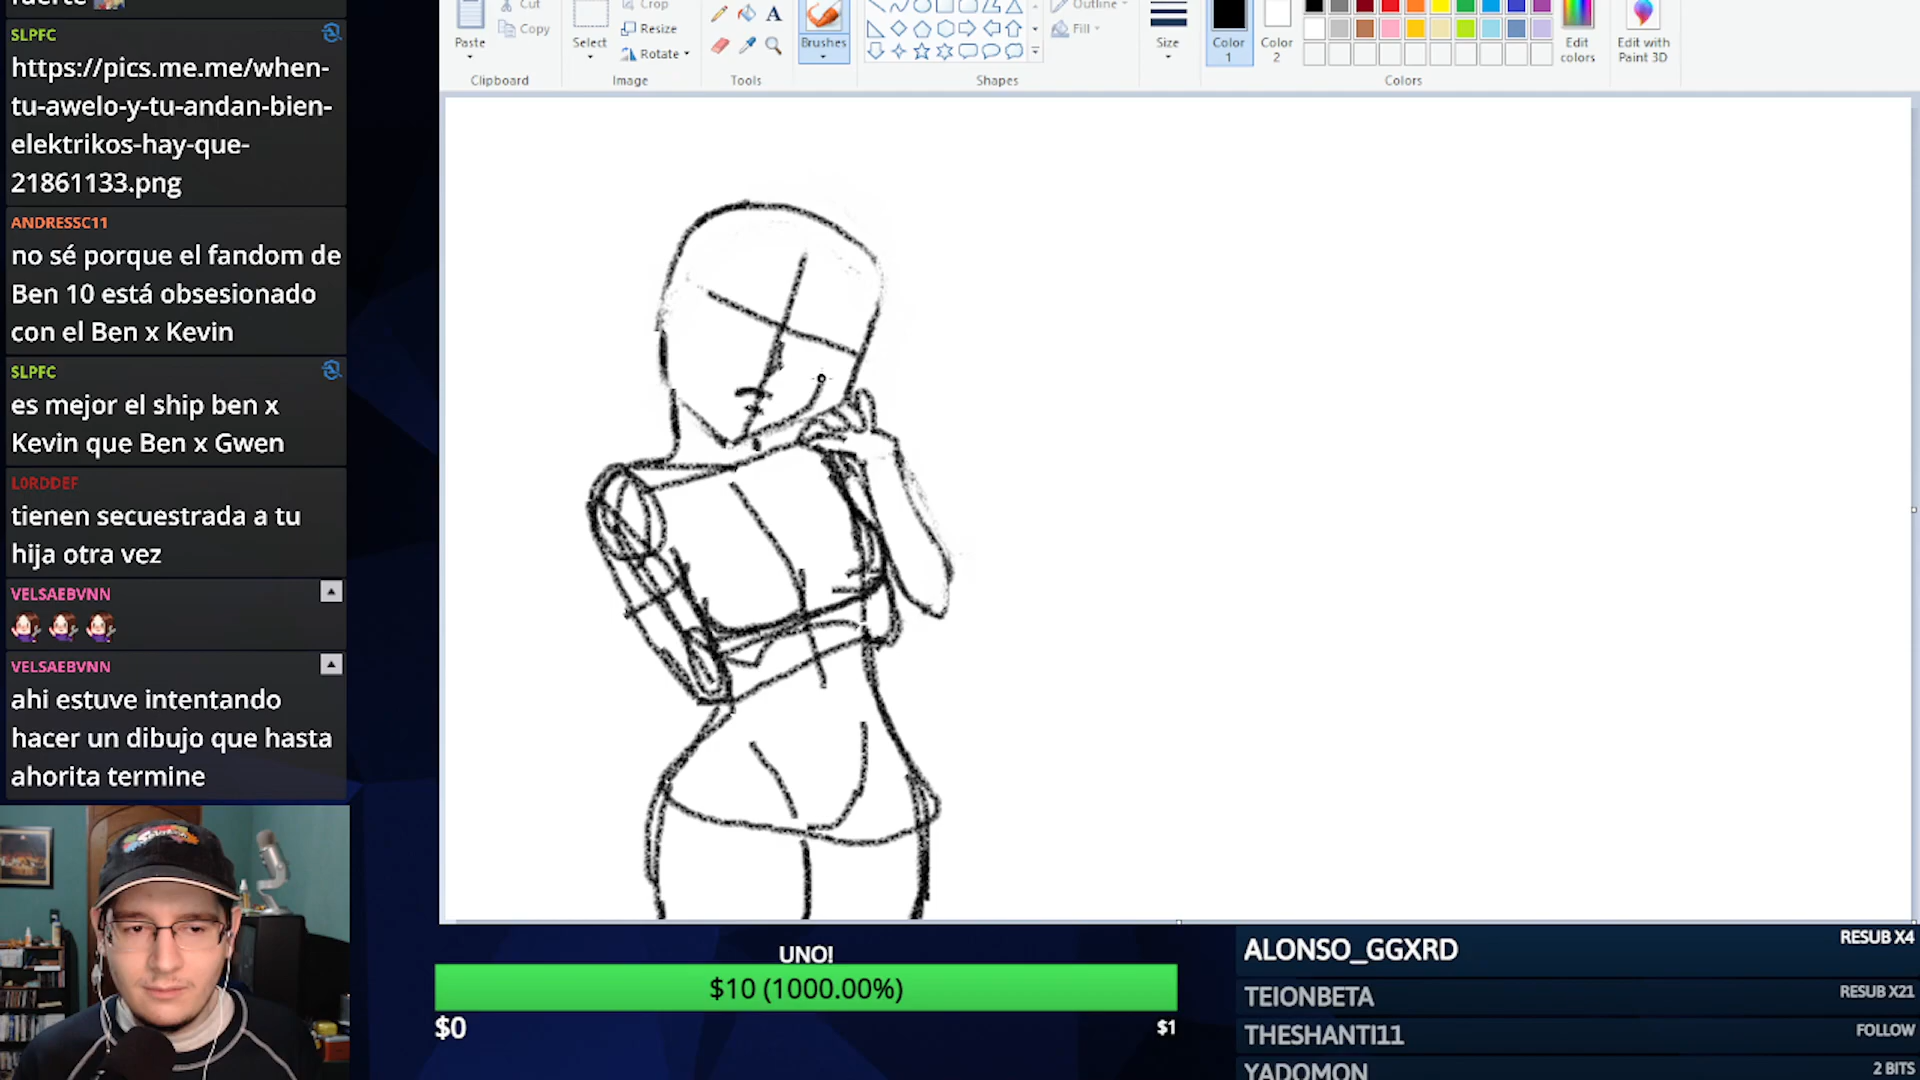 fuerte
SLPFC
https://pics.me.me/when-
tu-awelo-y-tu-andan-bien-
elektrikos-hay-que-
21861133.png
ANDRESSC11
no sé porque el fandom de
Ben 10 está obsesionado
con el Ben x Kevin
SLPFC
es mejor el ship ben x
Kevin que Ben x Gwen
L0RDDEF
tienen secuestrada a tu
hija otra vez
VELSAEBVNN
VELSAEBVNN
ahi estuve intentando
hacer un dibujo que hasta
ahorita termine
Paste
Cut
Copy
Clipboard
Select
Crop
Resize
Rotate
Image
A
Tools
Brushes
Shapes
Outline
Fill
Size
Color
1
Color
2
Colors
Edit
colors
Edit with
Paint 3D
UNO!
$10 (1000.00%)
$0
$1
ALONSO_GGXRD
RESUB X4
TEIONBETA
RESUB X21
THESHANTI11
FOLLOW
YADOMON
2 BITS